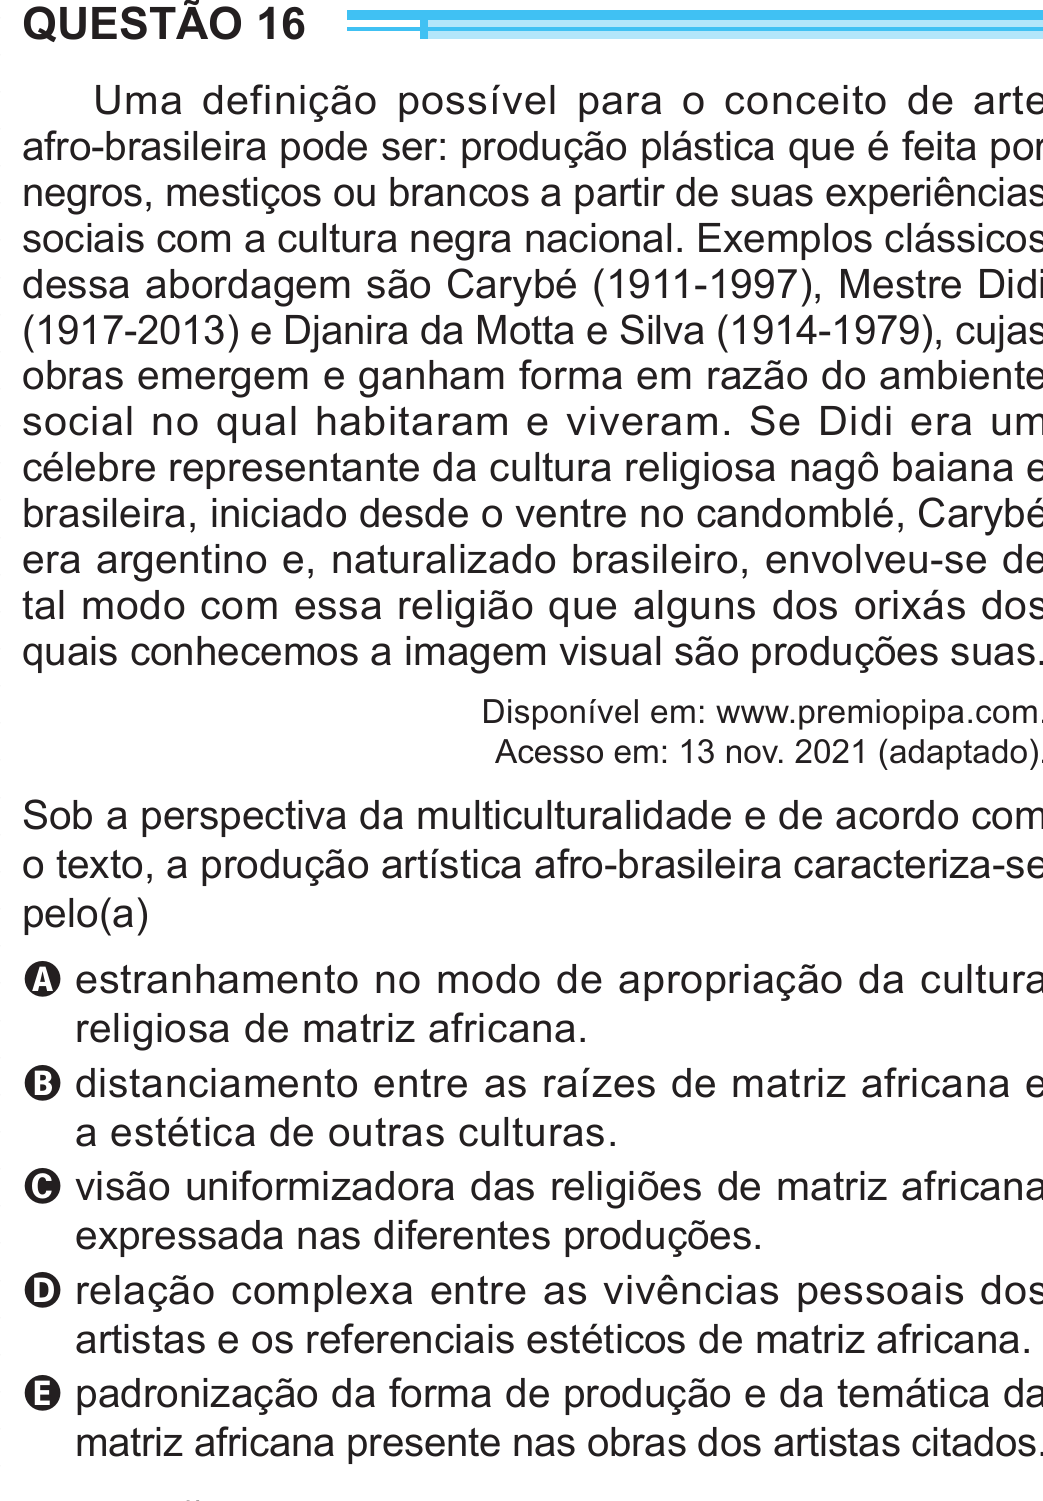 QUESTÃO 16
Uma definição possível para o conceito de arte
afro-brasileira pode ser: produção plástica que é feita por
negros, mestiços ou brancos a partir de suas experiências
sociais com a cultura negra nacional. Exemplos clássicos
dessa abordagem são Carybé (1911-1997), Mestre Didi
(1917-2013) e Djanira da Motta e Silva (1914-1979), cujas
obras emergem e ganham forma em razão do ambiente
social no qual habitaram e viveram. Se Didi era um
célebre representante da cultura religiosa nagô baiana e
brasileira, iniciado desde o ventre no candomblé, Carybé
era argentino e, naturalizado brasileiro, envolveu-se de
tal modo com essa religião que alguns dos orixás dos
quais conhecemos a imagem visual são produções suas.
Disponível em: www.premiopipa.com.
Acesso em: 13 nov. 2021 (adaptado).
Sob a perspectiva da multiculturalidade e de acordo com
o texto, a produção artística afro-brasileira caracteriza-se
pelo(a)
A estranhamento no modo de apropriação da cultura
religiosa de matriz africana.
B distanciamento entre as raízes de matriz africana e
a estética de outras culturas.
C visão uniformizadora das religiões de matriz africana
expressada nas diferentes produções.
D relação complexa entre as vivências pessoais dos
artistas e os referenciais estéticos de matriz africana.
E padronização da forma de produção e da temática da
matriz africana presente nas obras dos artistas citados.